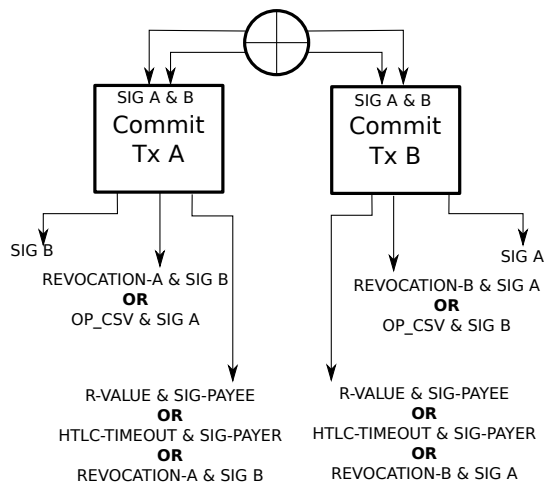 SIG A & B
Commit
Tx A
SIG A & B
Commit
Tx B
SIG B
REVOCATION-A & SIG B
OR
OP_CSV & SIG A
SIG A
REVOCATION-B & SIG A
OR
OP_CSV & SIG B
R-VALUE & SIG-PAYEE
OR
HTLC-TIMEOUT & SIG-PAYER
OR
REVOCATION-A & SIG B
R-VALUE & SIG-PAYEE
OR
HTLC-TIMEOUT & SIG-PAYER
OR
REVOCATION-B & SIG A